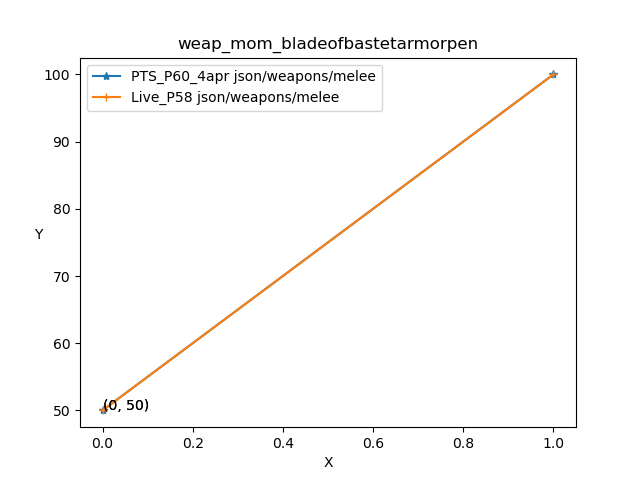 weap_mom_bladeofbastetarmorpen
PTS_P60_4apr json/weapons/melee
Live_P58 json/weapons/melee
100
90
80
Y
70
60
50
(0, 50)
0.0 0.2 0.4 0.6 0.8 1.0
X